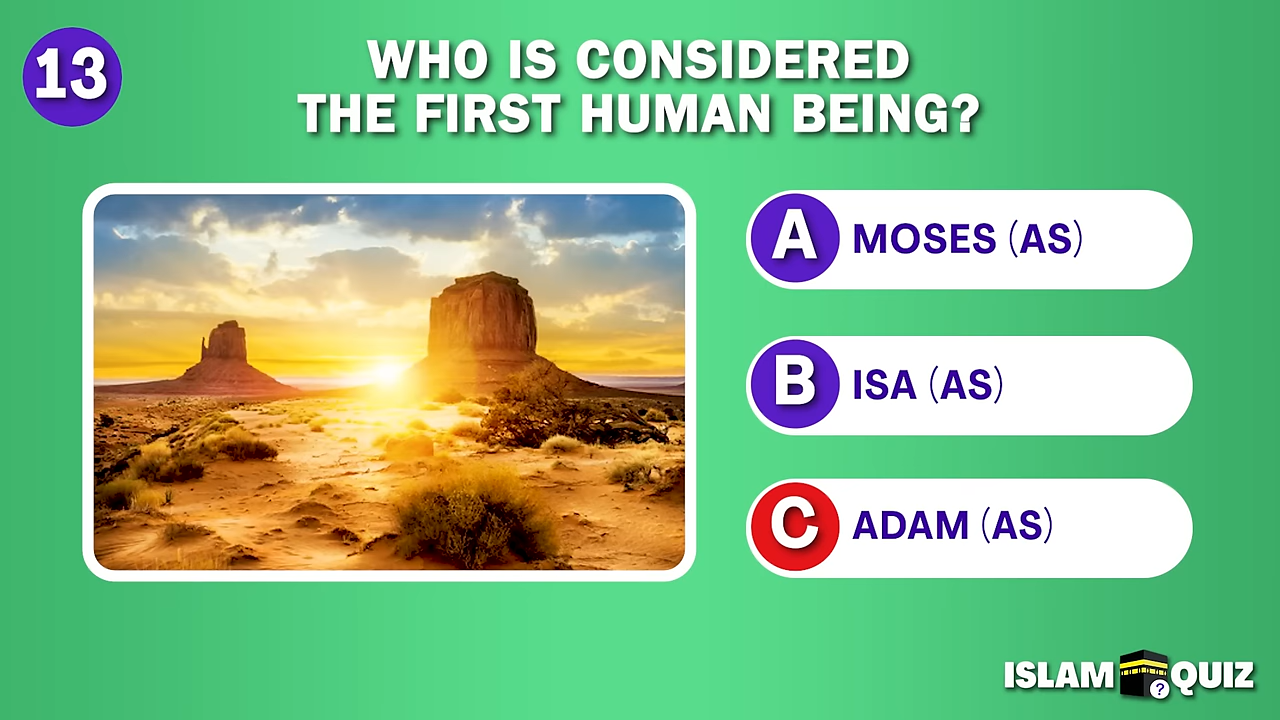 13
WHO IS CONSIDERED
THE FIRST HUMAN BEING?
A MOSES (AS)
B ISA (AS)
C ADAM (AS)
ISLAM QUIZ
?